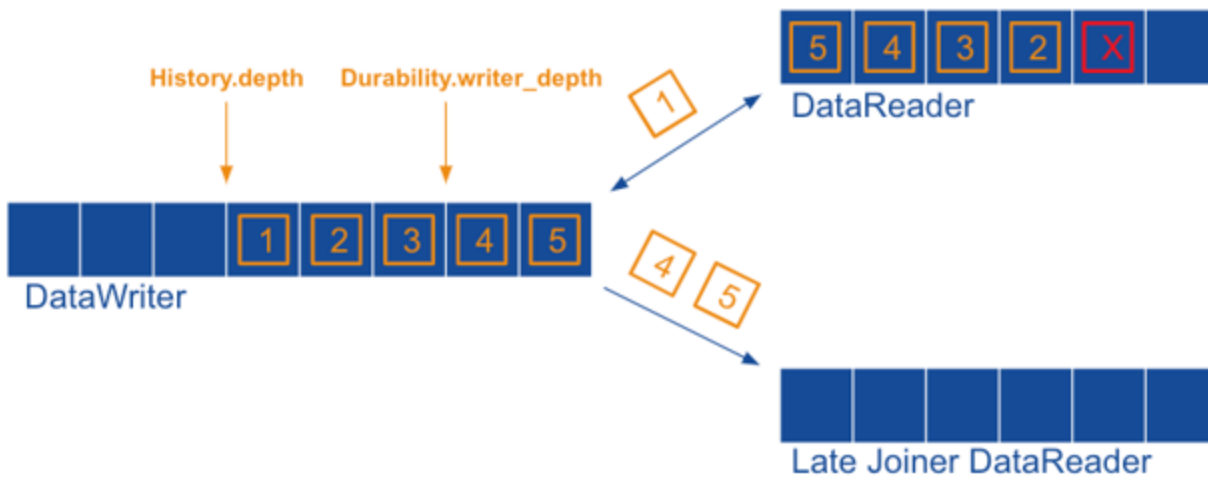 5 4 3 2 X
History.depth Durability.writer_depth
1
DataReader
1 2 3 4 5
DataWriter
4 5
Late Joiner DataReader